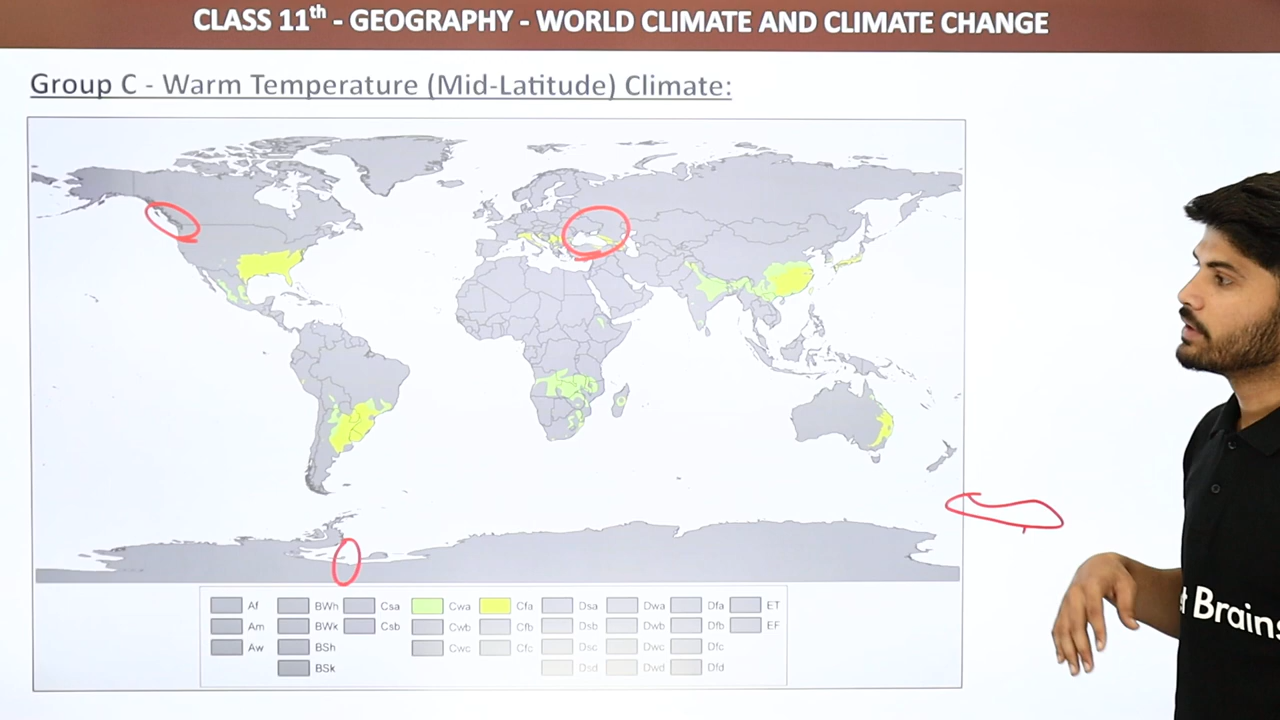 CLASS 11th - GEOGRAPHY - WORLD CLIMATE AND CLIMATE CHANGE
Group C - Warm Temperature (Mid-Latitude) Climate:
Af BWh Csa Cwa Cfa Dsa Dwa Dfa ET
Am BWk Csb Cwb Cfb Dsb Dwb Dfb EF
Aw BSh Cwc Cfc Dsc Dwc Dfc
BSk Dsd Dwd Dfd
Brains